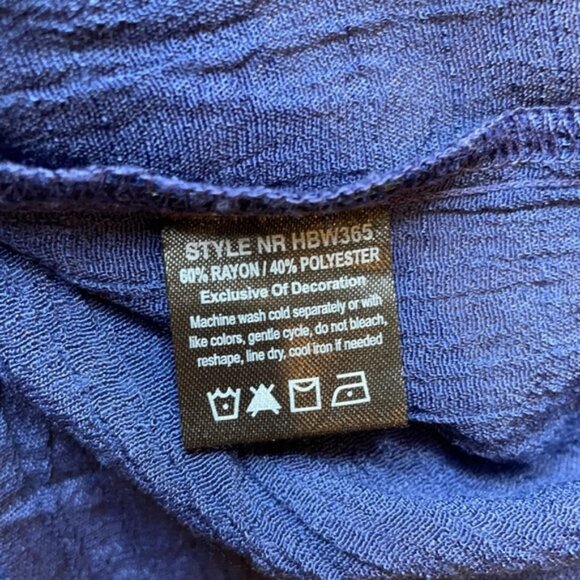 STYLE NR HBW365
60% RAYON / 40% POLYESTER
Exclusive Of Decoration
Machine wash cold separately or with
like colors, gentle cycle, do not bleach,
reshape, line dry, cool iron if needed